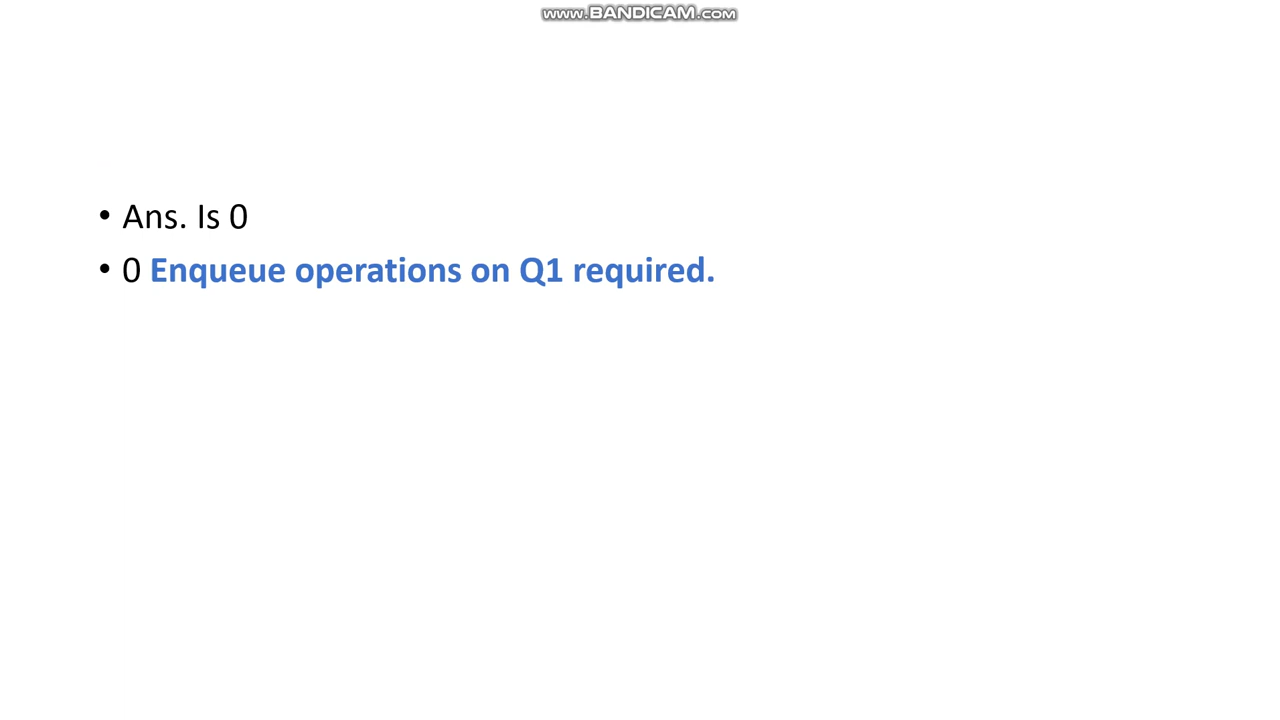 www.BANDICAM.com
• Ans. Is 0
• 0 Enqueue operations on Q1 required.